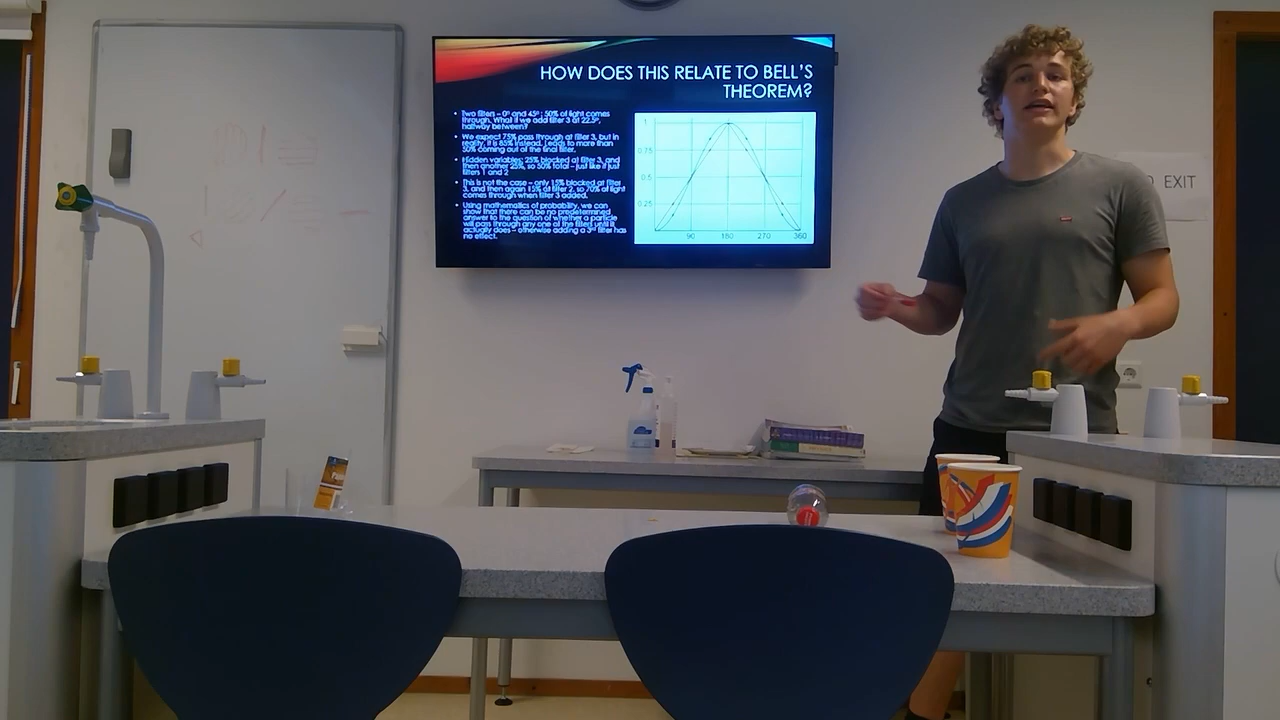 HOW DOES THIS RELATE TO BELL'S
THEOREM?
• Two filters – 0° and 45°; 50% of light comes
through. What if we add filter 3 at 22.5°,
halfway between?
• We expect 75% pass through at filter 3, but in
reality, it is 85% instead. Leads to more than
50% coming out of the final filter.
• Hidden variables: 25% blocked at filter 3, and
then another 25%, so 50% total – just like it just
filters 1 and 2
• This is not the case – only 15% blocked at filter
3, and then again 15% at filter 2, so 70% of light
comes through when filter 3 added.
• Using mathematics of probability, we can
show that there can be no predetermined
answer to the question of whether a particle
will pass through any one of the filters until it
actually does – otherwise adding a 3rd filter has
no effect.
1
0.75
0.5
0.25
90 180 270 360
EXIT